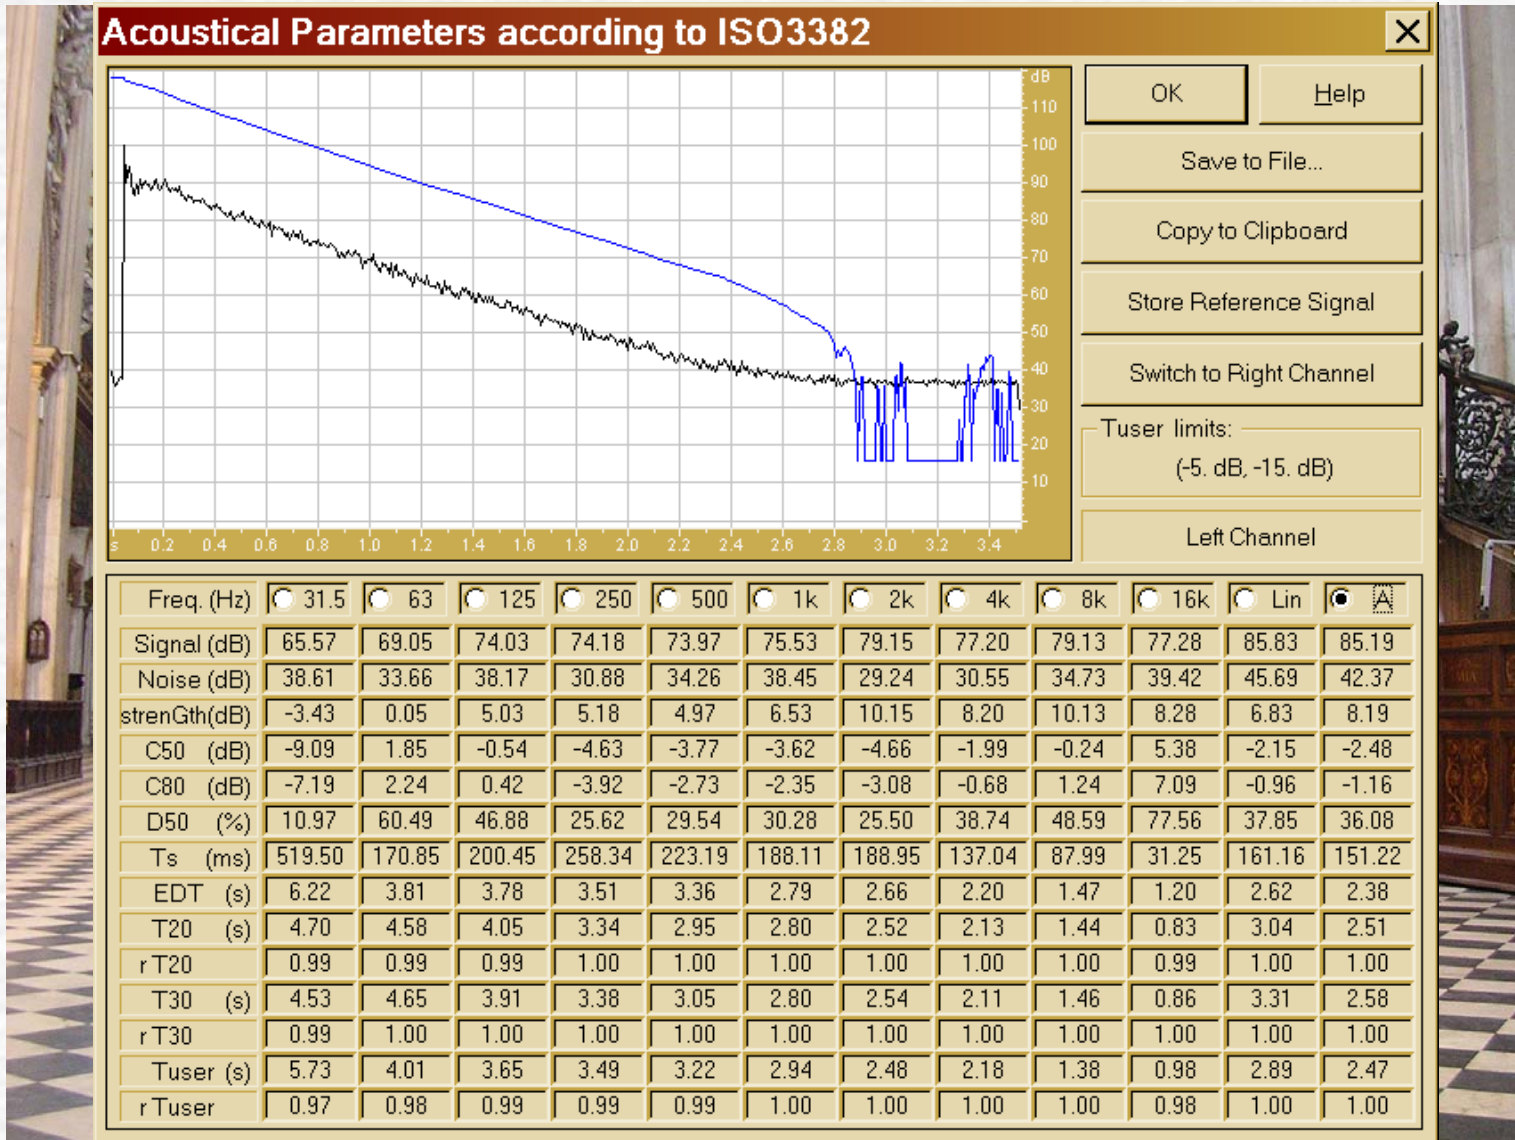 Acoustical Parameters according to ISO3382
dB
110
100
90
80
70
60
50
40
30
20
10
s 0.2 0.4 0.6 0.8 1.0 1.2 1.4 1.6 1.8 2.0 2.2 2.4 2.6 2.8 3.0 3.2 3.4
OK Help
Save to File...
Copy to Clipboard
Store Reference Signal
Switch to Right Channel
Tuser limits:
(-5. dB, -15. dB)
Left Channel
Freq. (Hz) 31.5 63 125 250 500 1k 2k 4k 8k 16k Lin A
Signal (dB) 65.57 69.05 74.03 74.18 73.97 75.53 79.15 77.20 79.13 77.28 85.83 85.19
Noise (dB) 38.61 33.66 38.17 30.88 34.26 38.45 29.24 30.55 34.73 39.42 45.69 42.37
strenGth(dB) -3.43 0.05 5.03 5.18 4.97 6.53 10.15 8.20 10.13 8.28 6.83 8.19
C50 (dB) -9.09 1.85 -0.54 -4.63 -3.77 -3.62 -4.66 -1.99 -0.24 5.38 -2.15 -2.48
C80 (dB) -7.19 2.24 0.42 -3.92 -2.73 -2.35 -3.08 -0.68 1.24 7.09 -0.96 -1.16
D50 (%) 10.97 60.49 46.88 25.62 29.54 30.28 25.50 38.74 48.59 77.56 37.85 36.08
Ts (ms) 519.50 170.85 200.45 258.34 223.19 188.11 188.95 137.04 87.99 31.25 161.16 151.22
EDT (s) 6.22 3.81 3.78 3.51 3.36 2.79 2.66 2.20 1.47 1.20 2.62 2.38
T20 (s) 4.70 4.58 4.05 3.34 2.95 2.80 2.52 2.13 1.44 0.83 3.04 2.51
r T20 0.99 0.99 0.99 1.00 1.00 1.00 1.00 1.00 1.00 0.99 1.00 1.00
T30 (s) 4.53 4.65 3.91 3.38 3.05 2.80 2.54 2.11 1.46 0.86 3.31 2.58
r T30 0.99 1.00 1.00 1.00 1.00 1.00 1.00 1.00 1.00 1.00 1.00 1.00
Tuser (s) 5.73 4.01 3.65 3.49 3.22 2.94 2.48 2.18 1.38 0.98 2.89 2.47
r Tuser 0.97 0.98 0.99 0.99 0.99 1.00 1.00 1.00 1.00 0.98 1.00 1.00